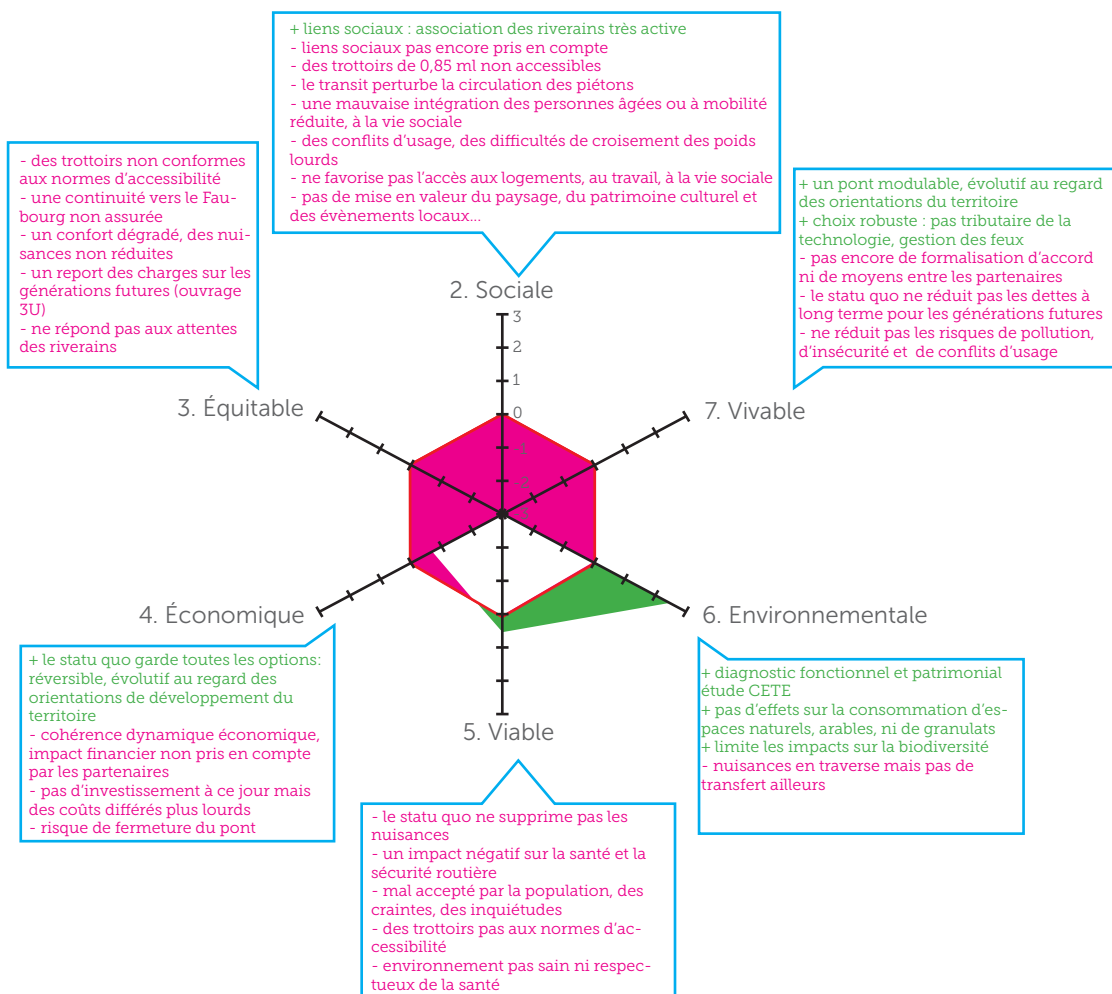 + liens sociaux : association des riverains très active
- liens sociaux pas encore pris en compte
- des trottoirs de 0,85 ml non accessibles
- le transit perturbe la circulation des piétons
- une mauvaise intégration des personnes âgées ou à mobilité
réduite, à la vie sociale
- des conflits d'usage, des difficultés de croisement des poids
lourds
- ne favorise pas l'accès aux logements, au travail, à la vie sociale
- pas de mise en valeur du paysage, du patrimoine culturel et
des évènements locaux...
- des trottoirs non conformes
aux normes d'accessibilité
- une continuité vers le Fau-
bourg non assurée
- un confort dégradé, des nui-
sances non réduites
- un report des charges sur les
générations futures (ouvrage
3U)
- ne répond pas aux attentes
des riverains
+ un pont modulable, évolutif au regard
des orientations du territoire
+ choix robuste : pas tributaire de la
technologie, gestion des feux
- pas encore de formalisation d'accord
ni de moyens entre les partenaires
- le statu quo ne réduit pas les dettes à
long terme pour les générations futures
- ne réduit pas les risques de pollution,
d'insécurité et  de conflits d'usage
2. Sociale
3
2
1
0
-1
-2
-3
3. Équitable
7. Vivable
4. Économique
6. Environnementale
5. Viable
+ le statu quo garde toutes les options:
réversible, évolutif au regard des
orientations de développement du
territoire
- cohérence dynamique économique,
impact financier non pris en compte
par les partenaires
- pas d'investissement à ce jour mais
des coûts différés plus lourds
- risque de fermeture du pont
+ diagnostic fonctionnel et patrimonial
étude CETE
+ pas d'effets sur la consommation d'es-
paces naturels, arables, ni de granulats
+ limite les impacts sur la biodiversité
- nuisances en traverse mais pas de
transfert ailleurs
- le statu quo ne supprime pas les
nuisances
- un impact négatif sur la santé et la
sécurité routière
- mal accepté par la population, des
craintes, des inquiétudes
- des trottoirs pas aux normes d'ac-
cessibilité
- environnement pas sain ni respec-
tueux de la santé